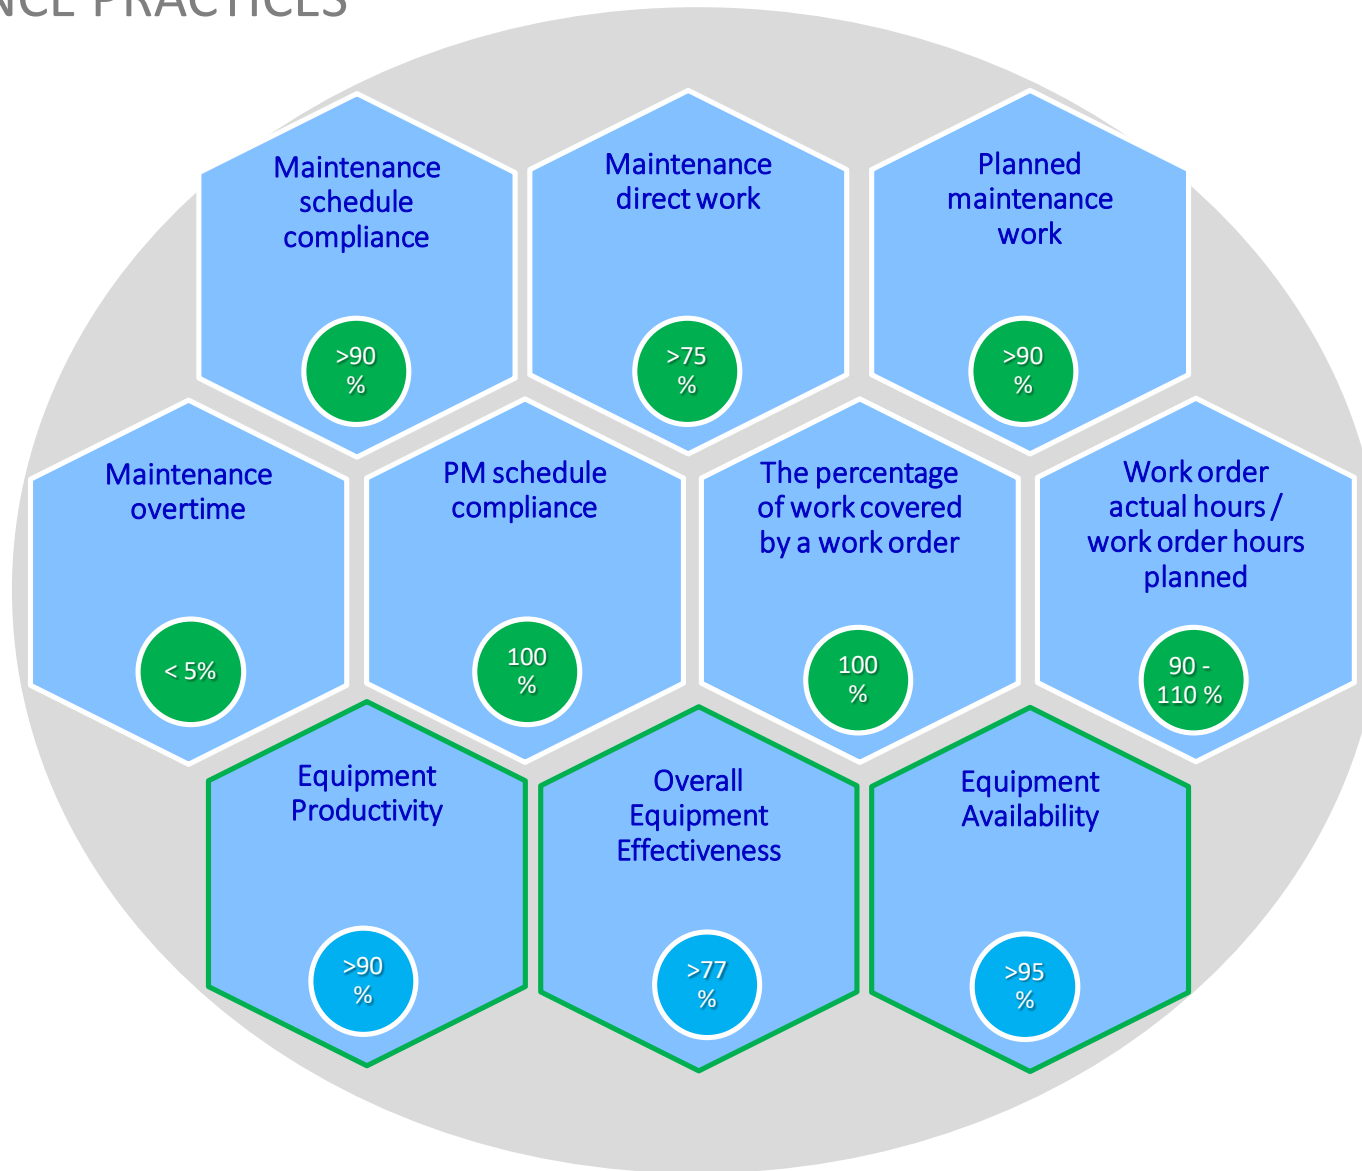 NCE PRACTICES
Maintenance
schedule
compliance
>90
%
Maintenance
direct work
>75
%
Planned
maintenance
work
>90
%
Maintenance
overtime
< 5%
PM schedule
compliance
100
%
The percentage
of work covered
by a work order
100
%
Work order
actual hours /
work order hours
planned
90 -
110 %
Equipment
Productivity
>90
%
Overall
Equipment
Effectiveness
>77
%
Equipment
Availability
>95
%